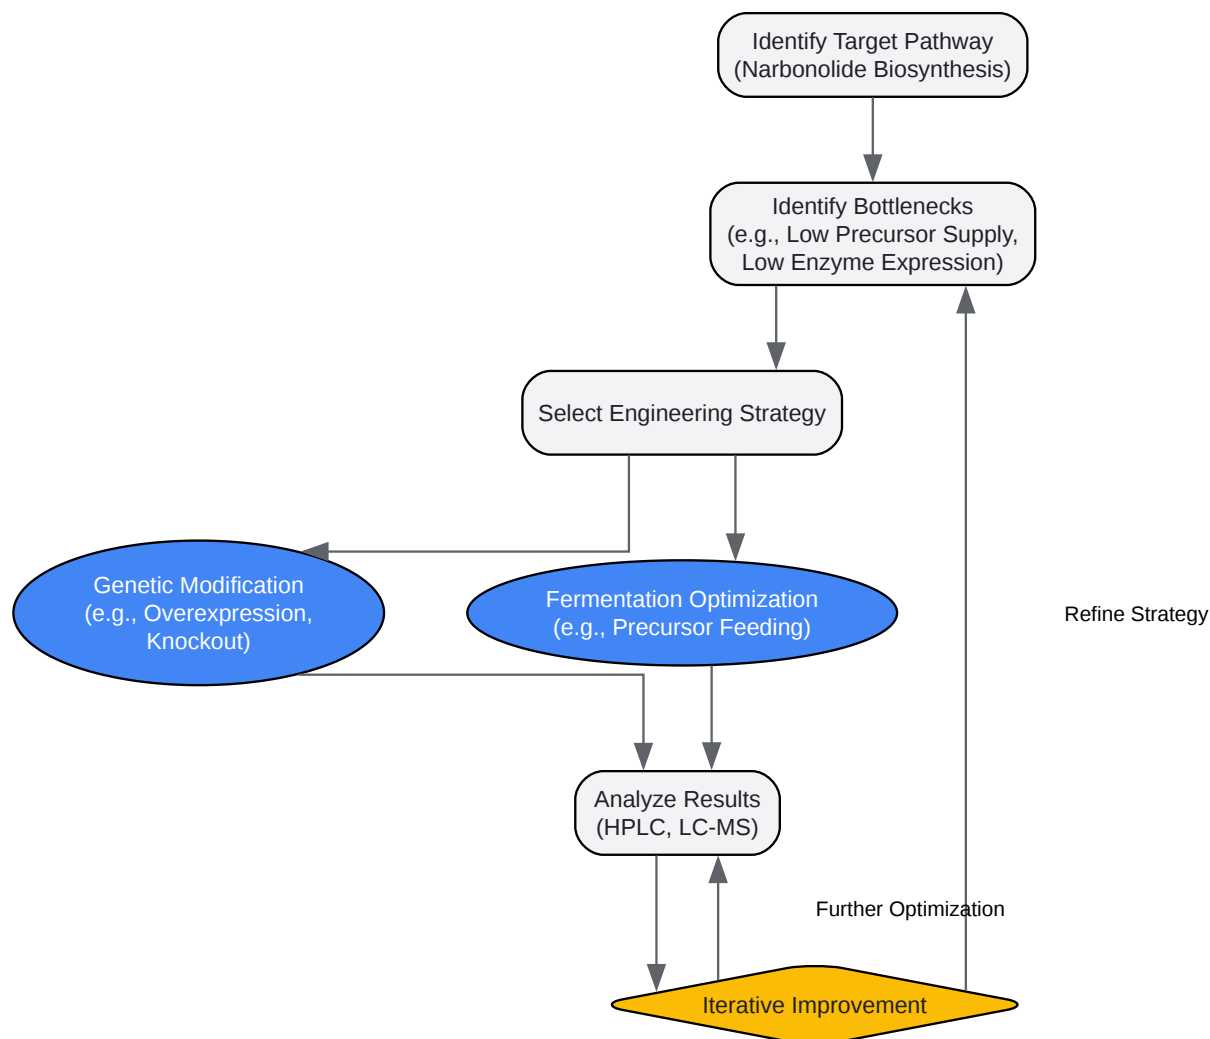 Identify Target Pathway
(Narbonolide Biosynthesis)
Identify Bottlenecks
(e.g., Low Precursor Supply,
Low Enzyme Expression)
Select Engineering Strategy
Genetic Modification
(e.g., Overexpression,
Knockout)
Fermentation Optimization
(e.g., Precursor Feeding)
Refine Strategy
Analyze Results
(HPLC, LC-MS)
Further Optimization
Iterative Improvement